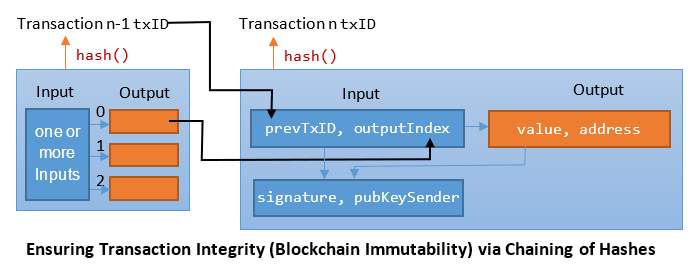 Transaction n-1 txID
Transaction n txID
hash()
hash()
Input
Output
one or
more
Inputs
0
1
2
Input
Output
prevTxID, outputIndex
value, address
signature, pubKeySender
Ensuring Transaction Integrity (Blockchain Immutability) via Chaining of Hashes